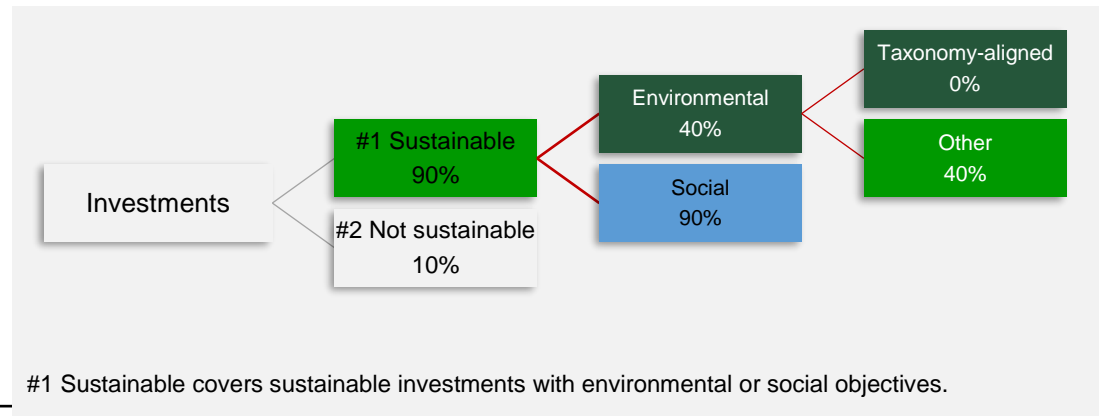 Investments
#1 Sustainable
90%
#2 Not sustainable
10%
Environmental
40%
Social
90%
Taxonomy-aligned
0%
Other
40%
#1 Sustainable covers sustainable investments with environmental or social objectives.